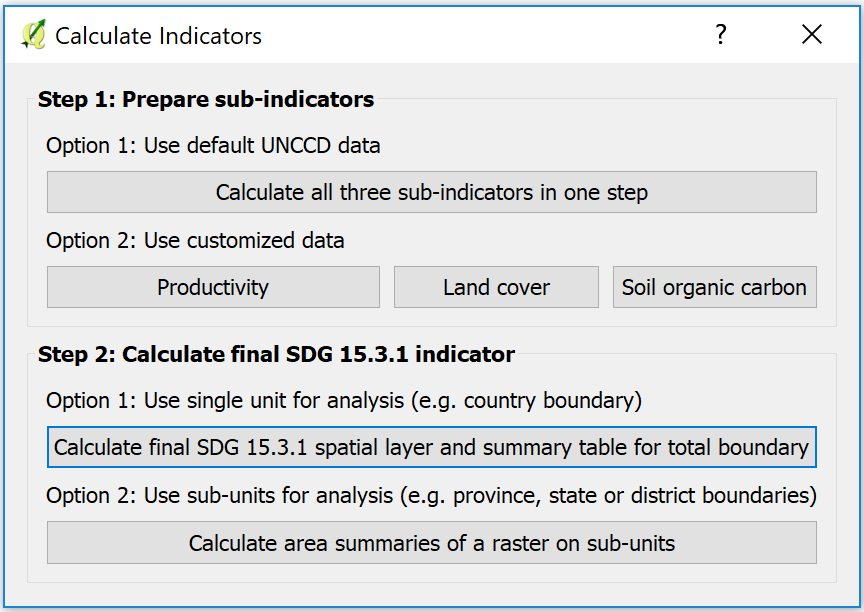 Calculate Indicators
?
Step 1: Prepare sub-indicators
Option 1: Use default UNCCD data
Calculate all three sub-indicators in one step
Option 2: Use customized data
Productivity
Land cover
Soil organic carbon
Step 2: Calculate final SDG 15.3.1 indicator
Option 1: Use single unit for analysis (e.g. country boundary)
Calculate final SDG 15.3.1 spatial layer and summary table for total boundary
Option 2: Use sub-units for analysis (e.g. province, state or district boundaries)
Calculate area summaries of a raster on sub-units